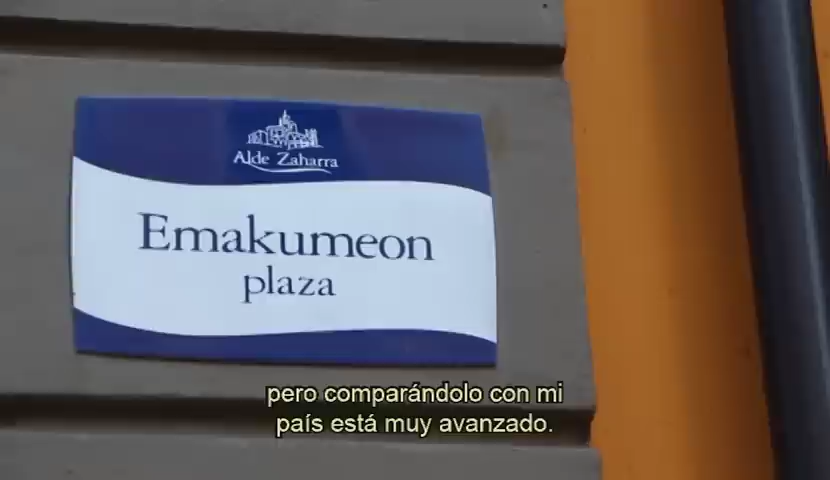 Alde Zaharra
Emakumeon
plaza
pero comparándolo con mi
país está muy avanzado.